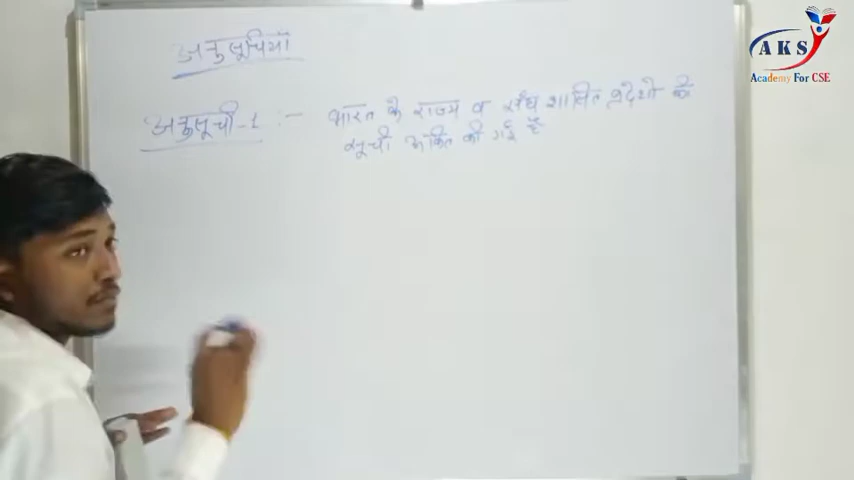 अनुसूचियाँ
अनुसूची-1 :- भारत के राज्य व संघ शासित प्रदेशो की
सूची अंकित की गई है
AKS
Academy For CSE